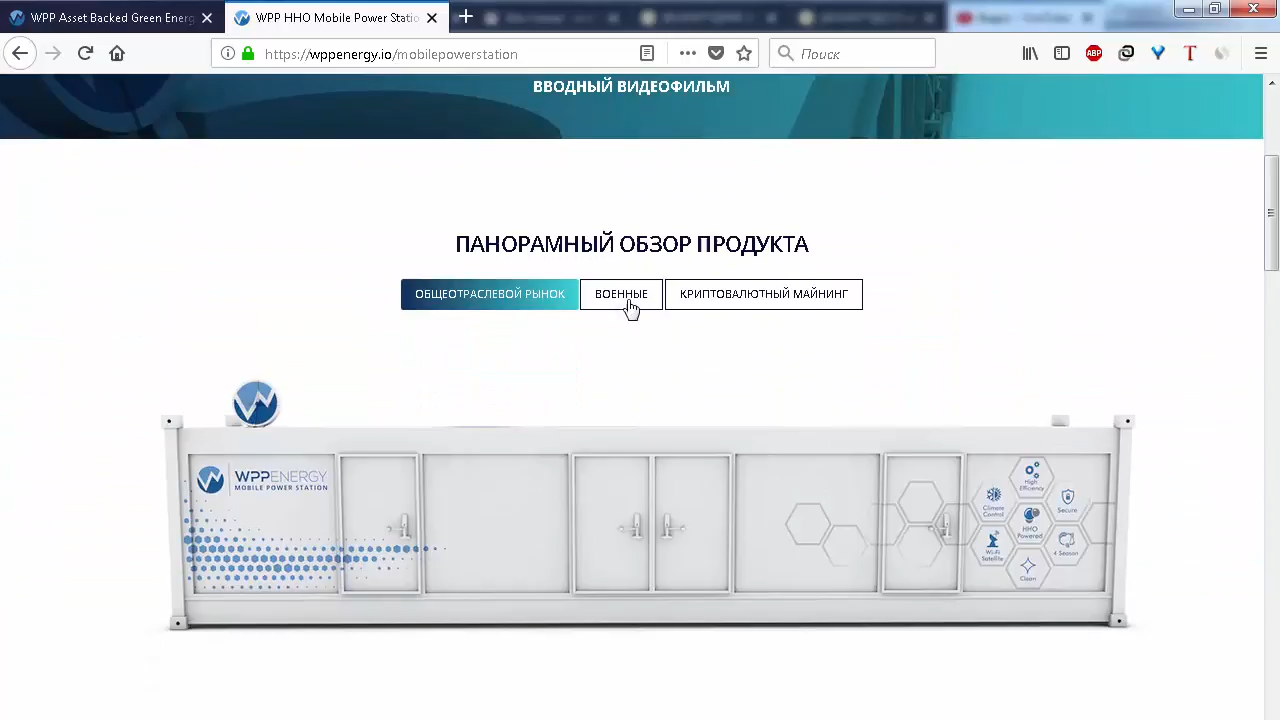 WPP Asset Backed Green Energ
WPP HHO Mobile Power Statio
https://wppenergy.io/mobilepowerstation
Поиск
ABP
ВВОДНЫЙ ВИДЕОФИЛЬМ
ПАНОРАМНЫЙ ОБЗОР ПРОДУКТА
ОБЩЕОТРАСЛЕВОЙ РЫНОК
ВОЕННЫЕ
КРИПТОВАЛЮТНЫЙ МАЙНИНГ
WPPENERGY
MOBILE POWER STATION
High
Efficiency
Climate
Control
Secure
HHO
Powered
Wi-Fi
Satellite
4 Season
Clean